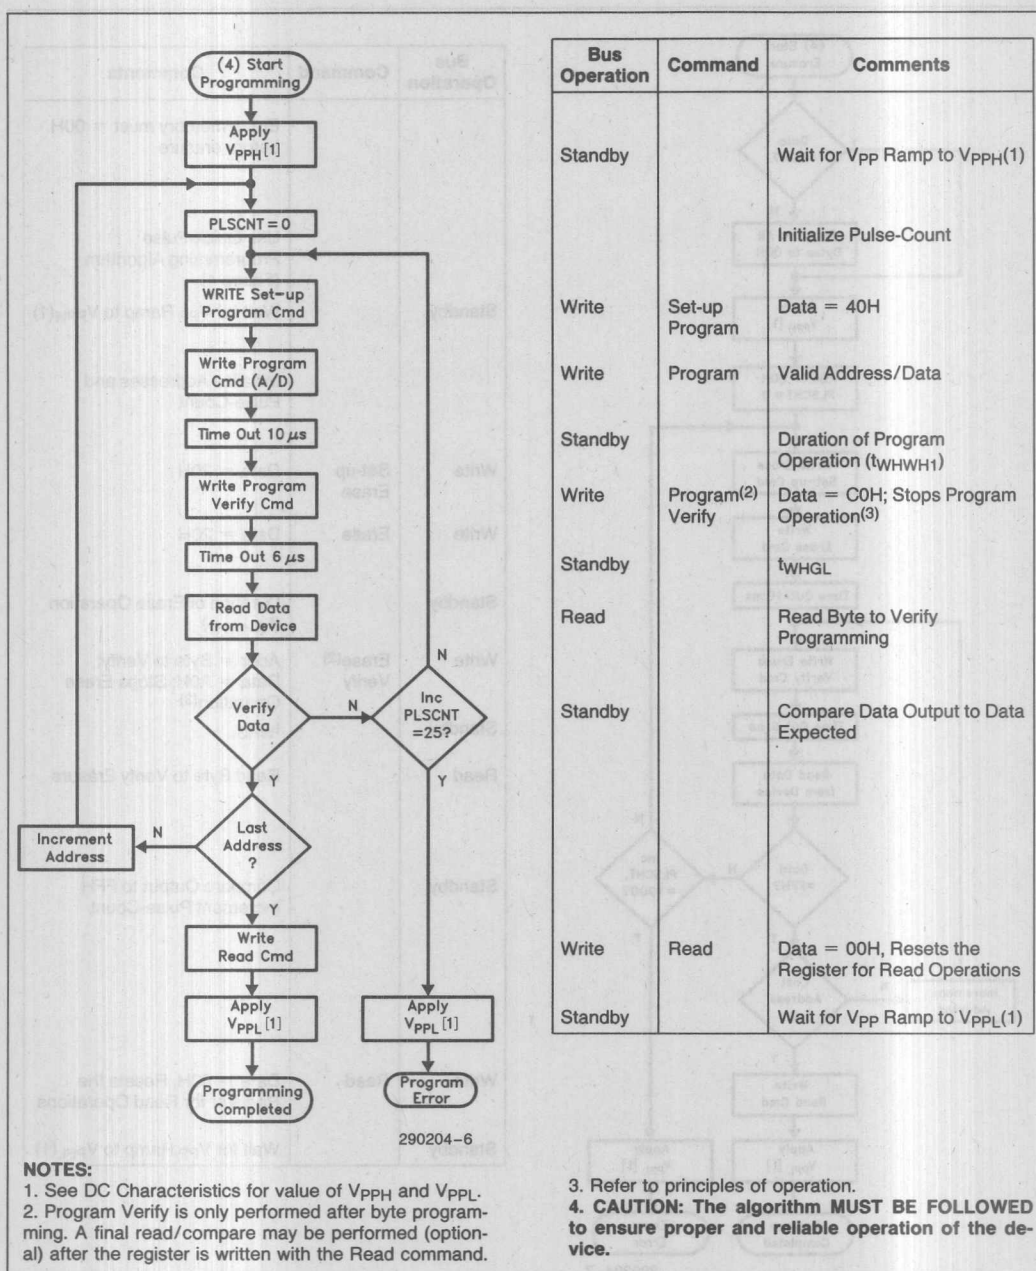 (4) Start
Programming
Apply
VPPH [1]
PLSCNT = 0
WRITE Set-up
Program Cmd
Write Program
Cmd (A/D)
Time Out 10 μs
Write Program
Verify Cmd
Time Out 6 μs
Read Data
from Device
Verify
Data
N
Inc
PLSCNT
=25?
N
Y
Y
Last
Address
?
N
Increment
Address
Y
Write
Read Cmd
Apply
VPPL [1]
Apply
VPPL [1]
Programming
Completed
Program
Error
290204-6
Bus Operation | Command | Comments
Standby | Wait for VPP Ramp to VPPH(1)
Initialize Pulse-Count
Write | Set-up Program | Data = 40H
Write | Program | Valid Address/Data
Standby | Duration of Program Operation (tWHWH1)
Write | Program(2) Verify | Data = C0H; Stops Program Operation(3)
Standby | tWHGL
Read | Read Byte to Verify Programming
Standby | Compare Data Output to Data Expected
Write | Read | Data = 00H, Resets the Register for Read Operations
Standby | Wait for VPP Ramp to VPPL(1)
NOTES:
1. See DC Characteristics for value of VPPH and VPPL.
2. Program Verify is only performed after byte program-
ming. A final read/compare may be performed (option-
al) after the register is written with the Read command.
3. Refer to principles of operation.
4. CAUTION: The algorithm MUST BE FOLLOWED
to ensure proper and reliable operation of the de-
vice.